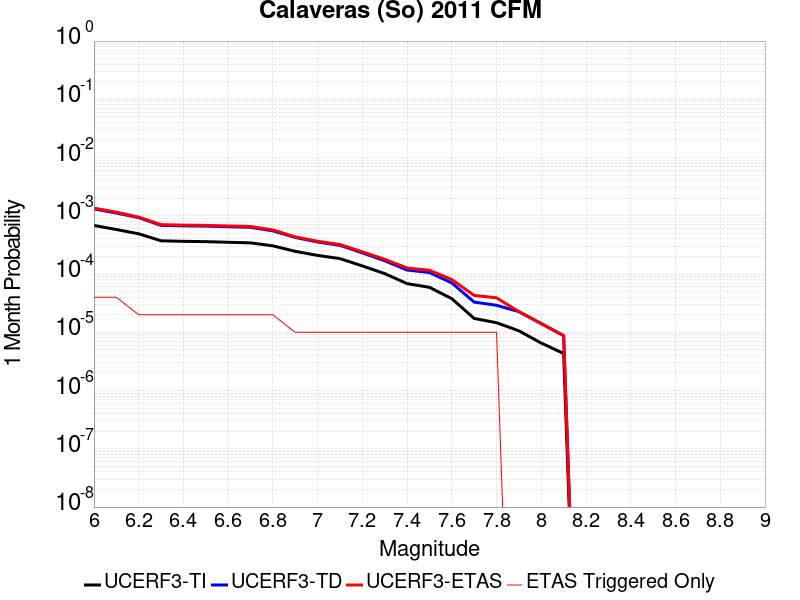 Calaveras (So) 2011 CFM
10 0
10 -1
10 -2
10 -3
10 -4
10 -5
10 -6
10 -7
10 -8
1 Month Probability
6 6.2 6.4 6.6 6.8 7 7.2 7.4 7.6 7.8 8 8.2 8.4 8.6 8.8 9
Magnitude
UCERF3-TI UCERF3-TD UCERF3-ETAS ETAS Triggered Only